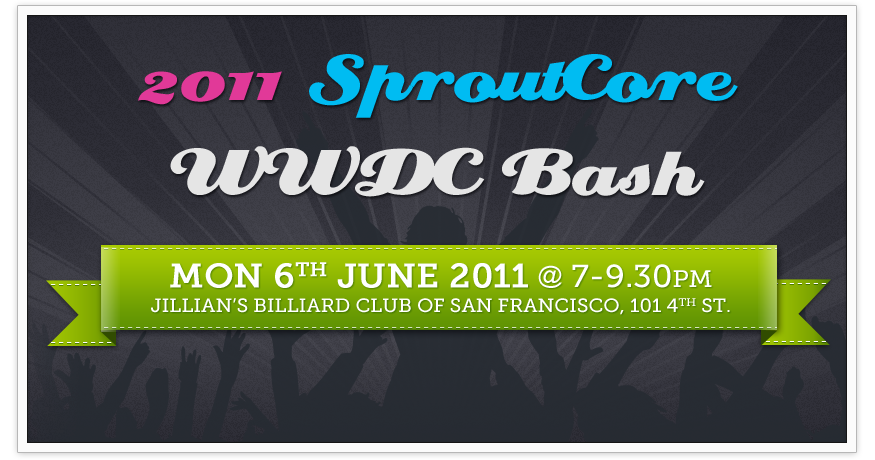 2011 SproutCore
WWDC Bash
MON 6TH JUNE 2011 @ 7-9.30PM
JILLIAN'S BILLIARD CLUB OF SAN FRANCISCO, 101 4TH ST.